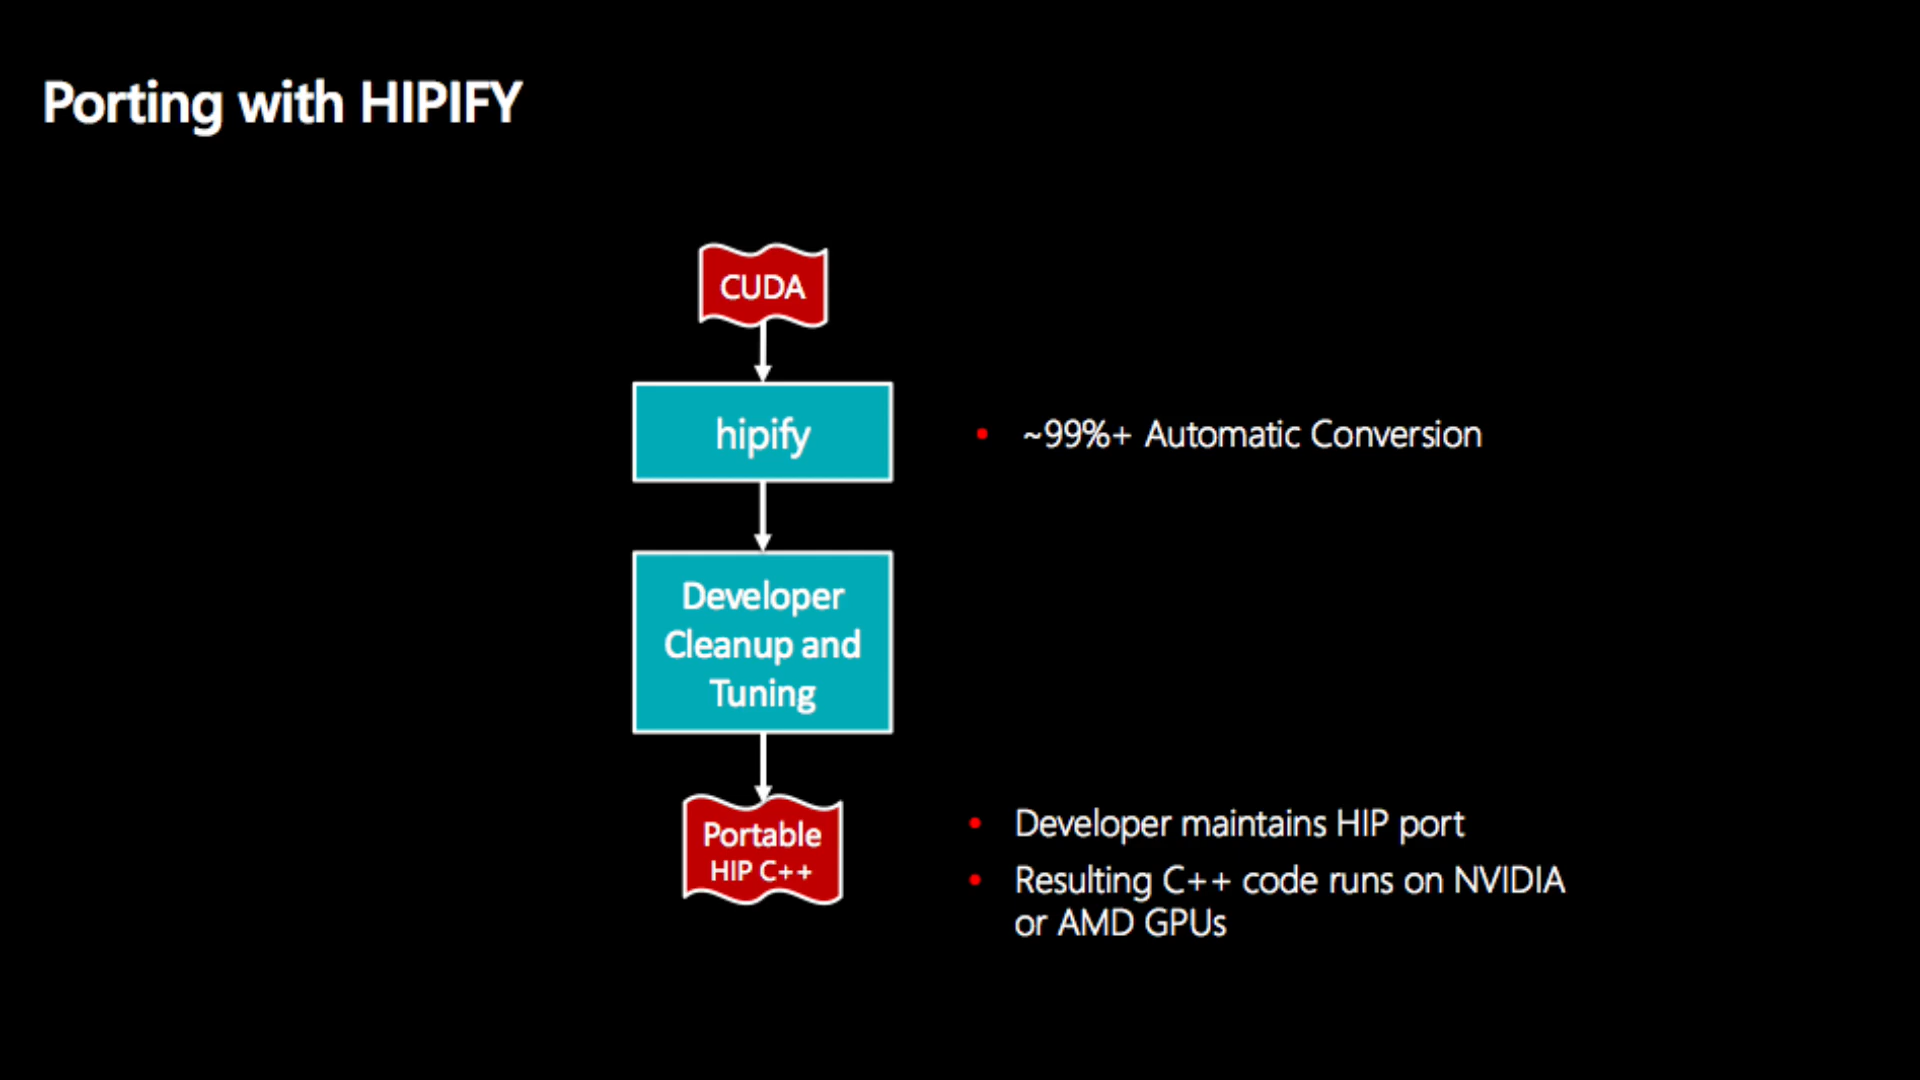 Porting with HIPIFY
CUDA
hipify
• ~99%+ Automatic Conversion
Developer
Cleanup and
Tuning
Portable
HIP C++
• Developer maintains HIP port
• Resulting C++ code runs on NVIDIA
or AMD GPUs